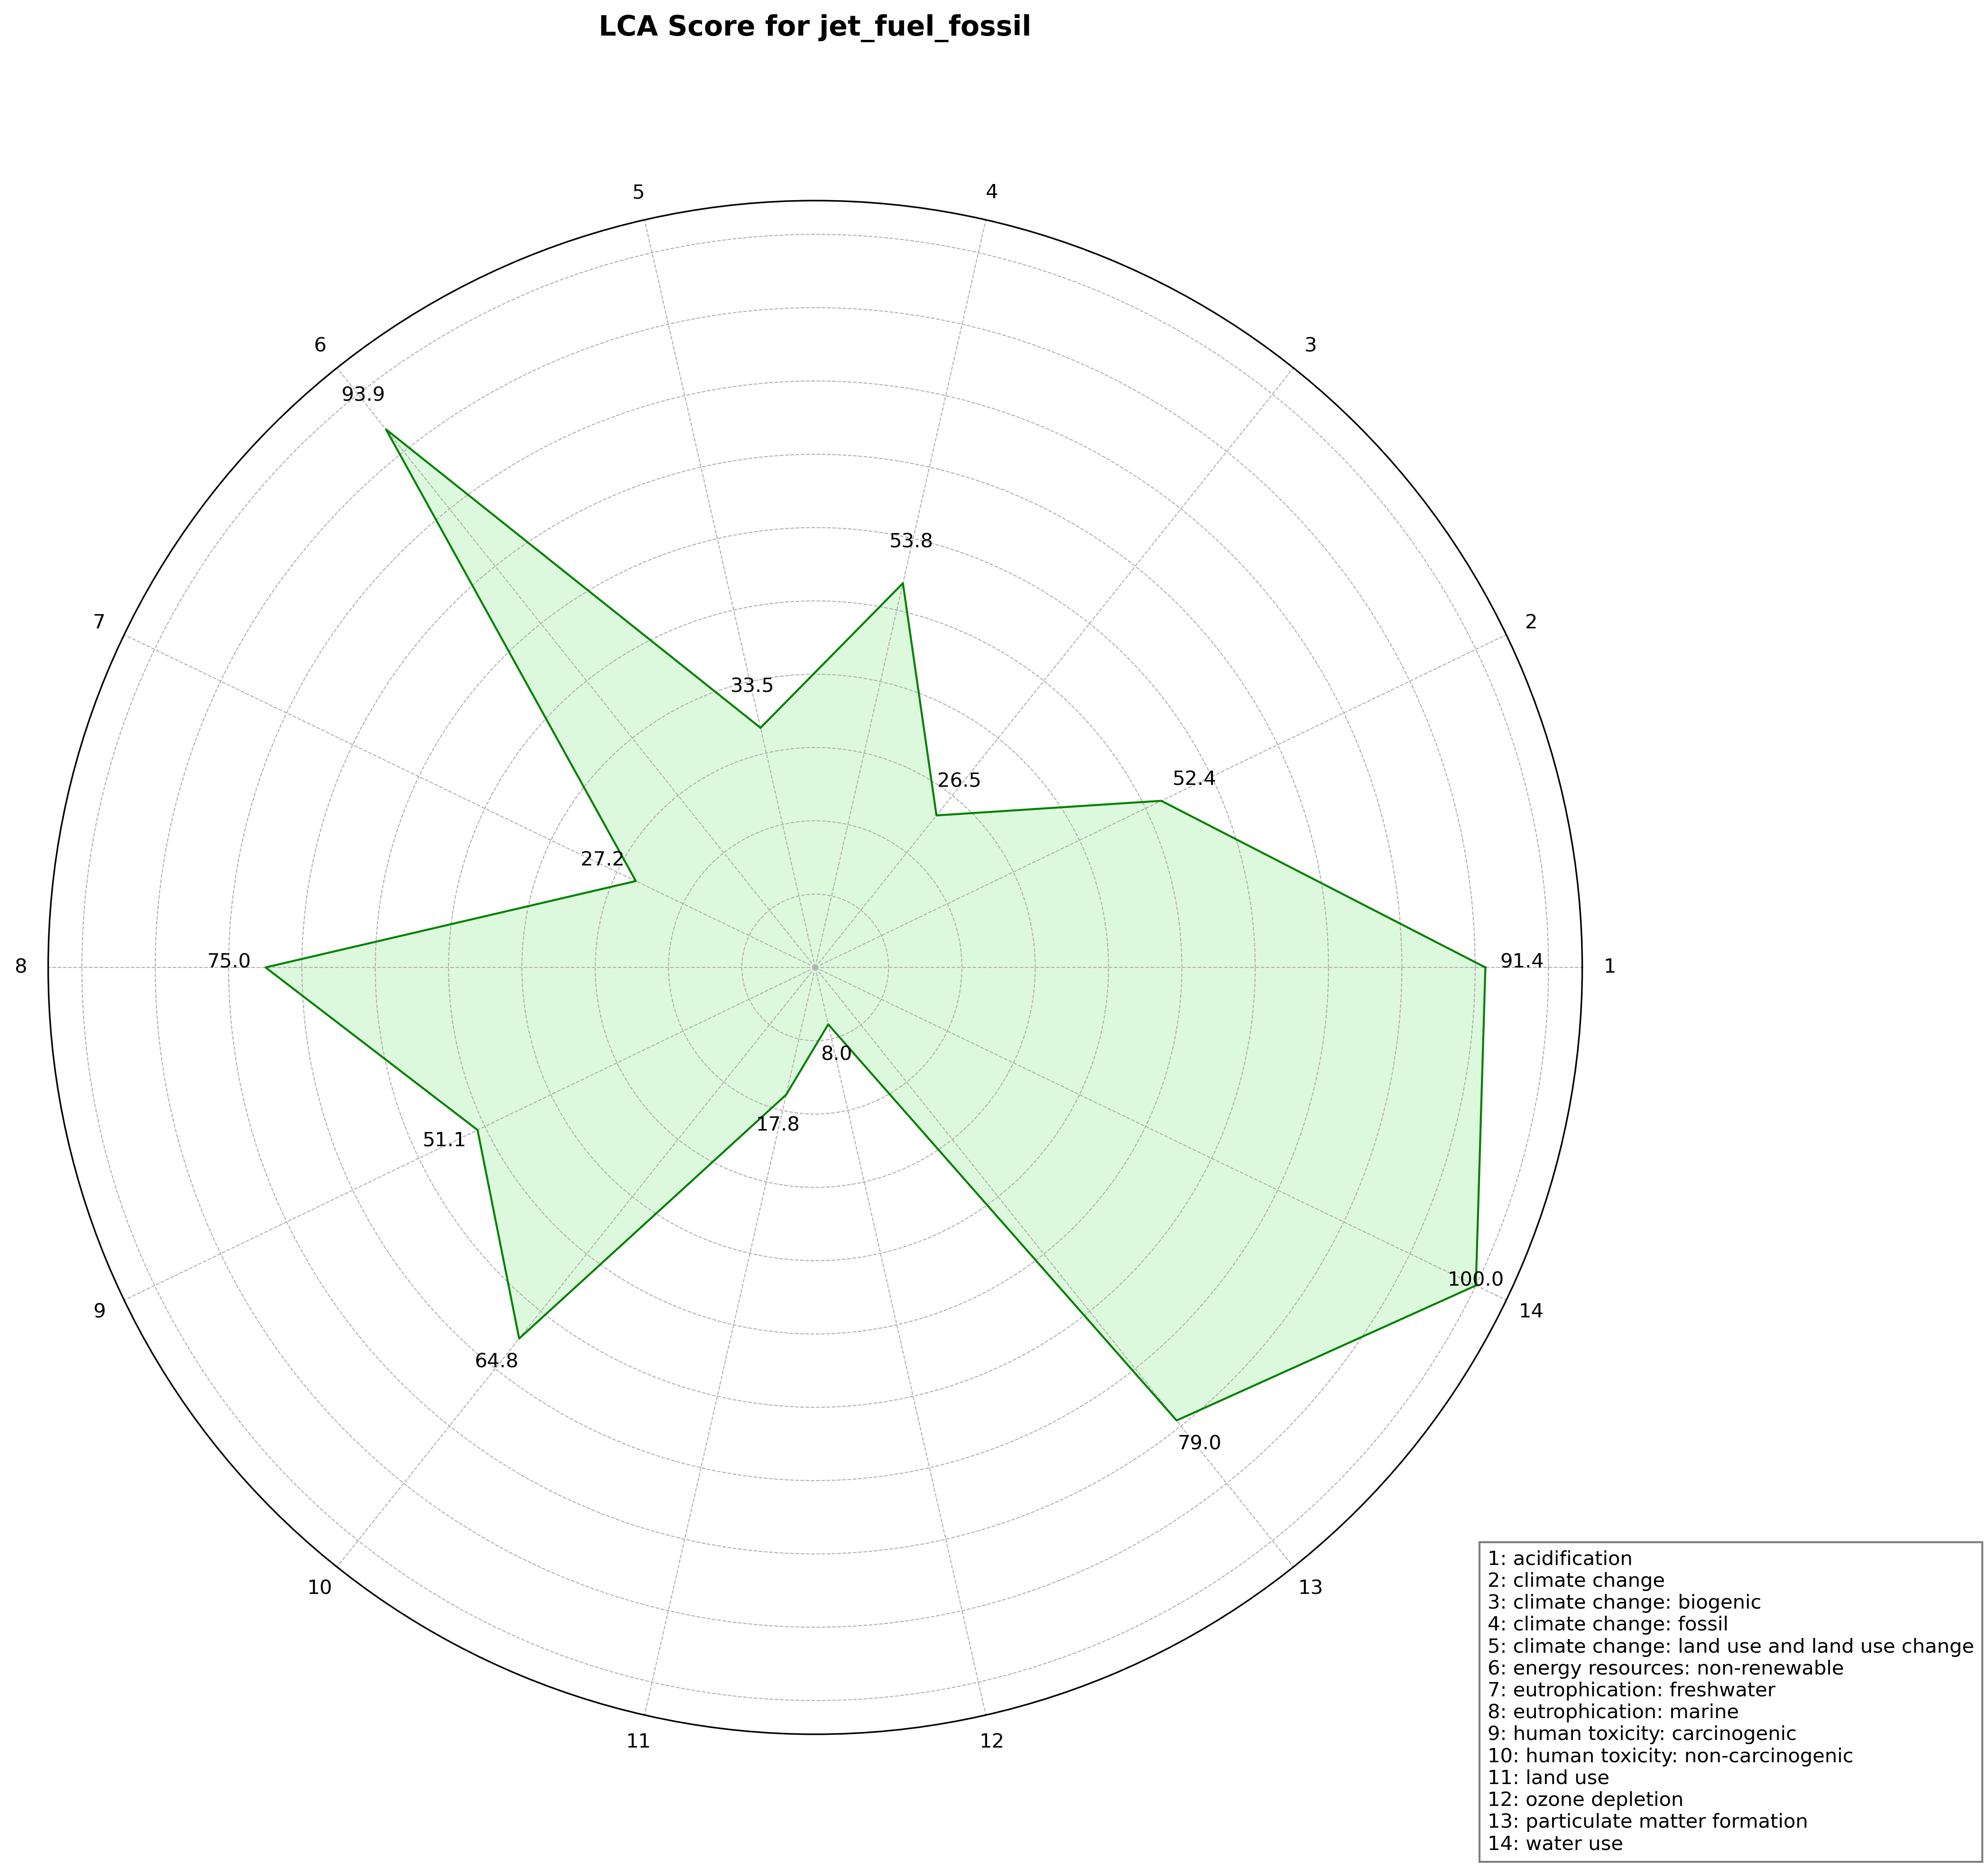 LCA Score for jet_fuel_fossil
5
4
6
3
93.9
53.8
7
2
33.5
26.5
52.4
27.2
8
75.0
91.4
1
8.0
17.8
51.1
100.0
9
14
64.8
79.0
10
13
11
12
1: acidification
2: climate change
3: climate change: biogenic
4: climate change: fossil
5: climate change: land use and land use change
6: energy resources: non-renewable
7: eutrophication: freshwater
8: eutrophication: marine
9: human toxicity: carcinogenic
10: human toxicity: non-carcinogenic
11: land use
12: ozone depletion
13: particulate matter formation
14: water use